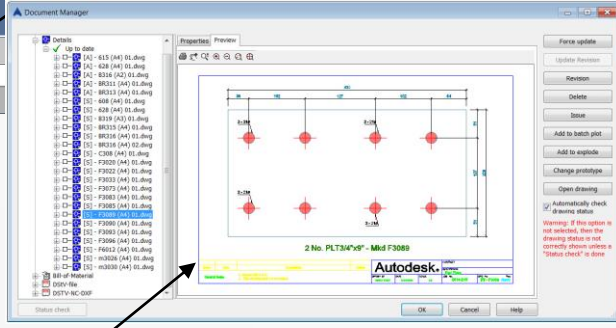 Document Manager
Details
Up to date
[A] - 615 (A4) 01.dwg
[A] - 628 (A4) 01.dwg
[A] - B316 (A2) 01.dwg
[A] - BR311 (A4) 01.dwg
[A] - BR313 (A4) 01.dwg
[S] - 608 (A4) 01.dwg
[S] - 628 (A4) 01.dwg
[S] - B319 (A3) 01.dwg
[S] - BR315 (A4) 01.dwg
[S] - BR316 (A4) 01.dwg
[S] - BR316 (A4) 02.dwg
[S] - C308 (A4) 01.dwg
[S] - F3020 (A4) 01.dwg
[S] - F3022 (A4) 01.dwg
[S] - F3033 (A4) 01.dwg
[S] - F3073 (A4) 01.dwg
[S] - F3083 (A4) 01.dwg
[S] - F3085 (A4) 01.dwg
[S] - F3089 (A4) 01.dwg
[S] - F3090 (A4) 01.dwg
[S] - F3093 (A4) 01.dwg
[S] - F3096 (A4) 01.dwg
[S] - F6012 (A4) 01.dwg
[S] - m3026 (A4) 01.dwg
[S] - m3030 (A4) 01.dwg
Bill-of-Material
DStV-file
DSTV-NC-DXF
Status check
Properties Preview
2 No. PLT3/4"x9" - Mkd F3089
Autodesk
OK
Cancel
Help
Force update
Update Revision
Revision
Delete
Issue
Add to batch plot
Add to explode
Change prototype
Open drawing
Automatically check
drawing status
Warning: If this option is
not selected, then the
drawing status is not
correctly shown unless a
"Status check" is done